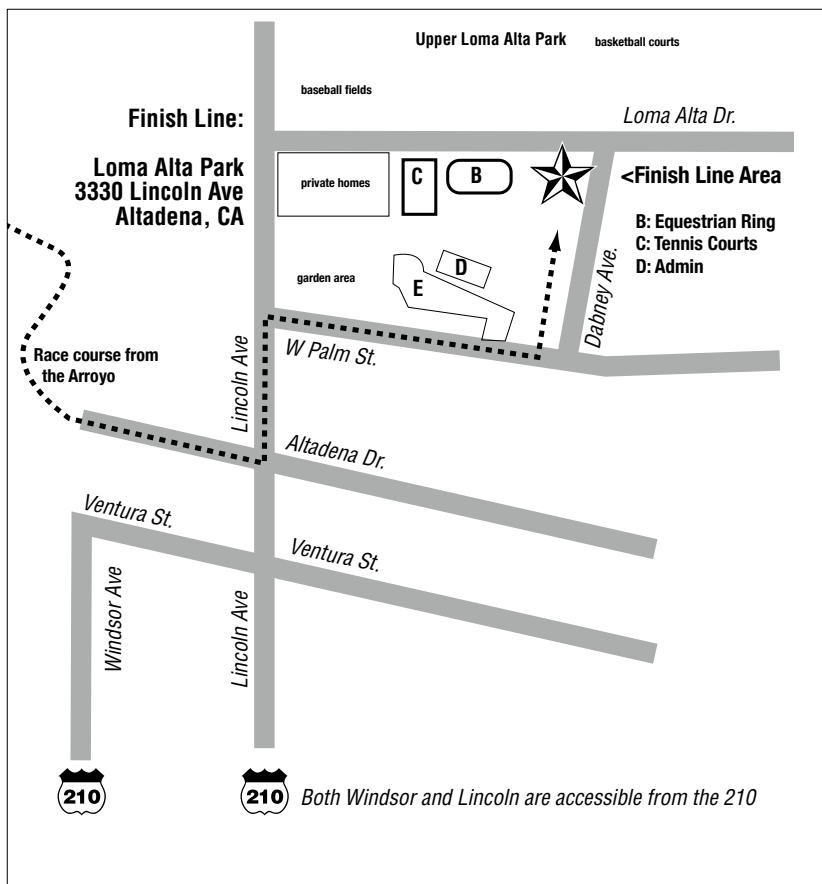 Upper Loma Alta Park
basketball courts
baseball fields
Loma Alta Dr.
Finish Line:
Loma Alta Park
3330 Lincoln Ave
Altadena, CA
private homes
C
B
<Finish Line Area
B: Equestrian Ring
C: Tennis Courts
D: Admin
garden area
D
E
Dabney Ave.
Race course from
the Arroyo
Lincoln Ave
W Palm St.
Altadena Dr.
Ventura St.
Ventura St.
Windsor Ave
Lincoln Ave
210
210
Both Windsor and Lincoln are accessible from the 210